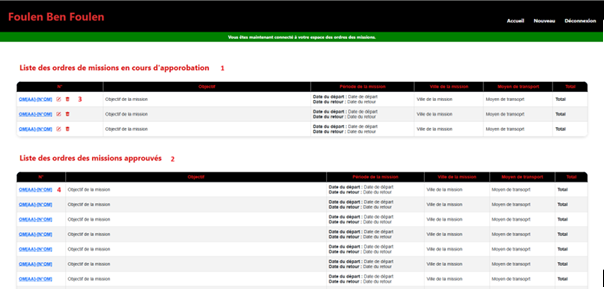 Foulen Ben Foulen
Accueil Nouveau Déconnexion
Vous êtes maintenant connecté à votre espace des ordres des missions.
Liste des ordres de missions en cours d'apporobation 1
N° Objectif Période de la mission Ville de la mission Moyen de transport Total
OM[AA]-[N°OM] 3 Objectif de la mission Date du départ : Date de départ Ville de la mission Moyen de transoprt Total
Date du retour : Date du retour
OM[AA]-[N°OM] Objectif de la mission Date du départ : Date de départ Ville de la mission Moyen de transoprt Total
Date du retour : Date du retour
OM[AA]-[N°OM] Objectif de la mission Date du départ : Date de départ Ville de la mission Moyen de transoprt Total
Date du retour : Date du retour
Liste des ordres des missions approuvés 2
N° Objectif Période de la mission Ville de la mission Moyen de transport Total
OM[AA]-[N°OM] 4 Objectif de la mission Date du départ : Date de départ Ville de la mission Moyen de transoprt Total
Date du retour : Date du retour
OM[AA]-[N°OM] Objectif de la mission Date du départ : Date de départ Ville de la mission Moyen de transoprt Total
Date du retour : Date du retour
OM[AA]-[N°OM] Objectif de la mission Date du départ : Date de départ Ville de la mission Moyen de transoprt Total
Date du retour : Date du retour
OM[AA]-[N°OM] Objectif de la mission Date du départ : Date de départ Ville de la mission Moyen de transoprt Total
Date du retour : Date du retour
OM[AA]-[N°OM] Objectif de la mission Date du départ : Date de départ Ville de la mission Moyen de transoprt Total
Date du retour : Date du retour
OM[AA]-[N°OM] Objectif de la mission Date du départ : Date de départ Ville de la mission Moyen de transoprt Total
Date du retour : Date du retour
OM[AA]-[N°OM] Objectif de la mission Date du départ : Date de départ Ville de la mission Moyen de transoprt Total
Date du retour : Date du retour